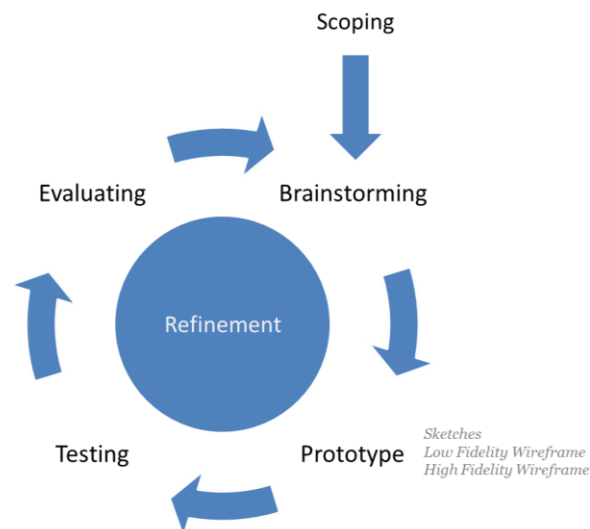 Scoping
Evaluating
Brainstorming
Refinement
Testing
Prototype
Sketches
Low Fidelity Wireframe
High Fidelity Wireframe